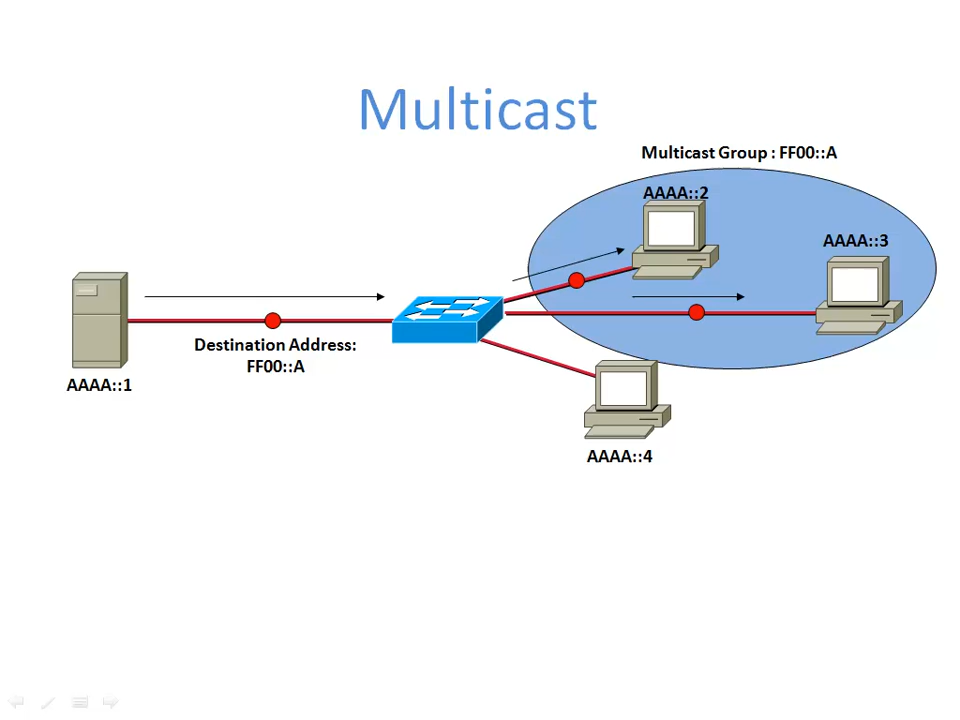 Multicast
Multicast Group : FF00::A
AAAA::2
AAAA::3
Destination Address:
FF00::A
AAAA::1
AAAA::4